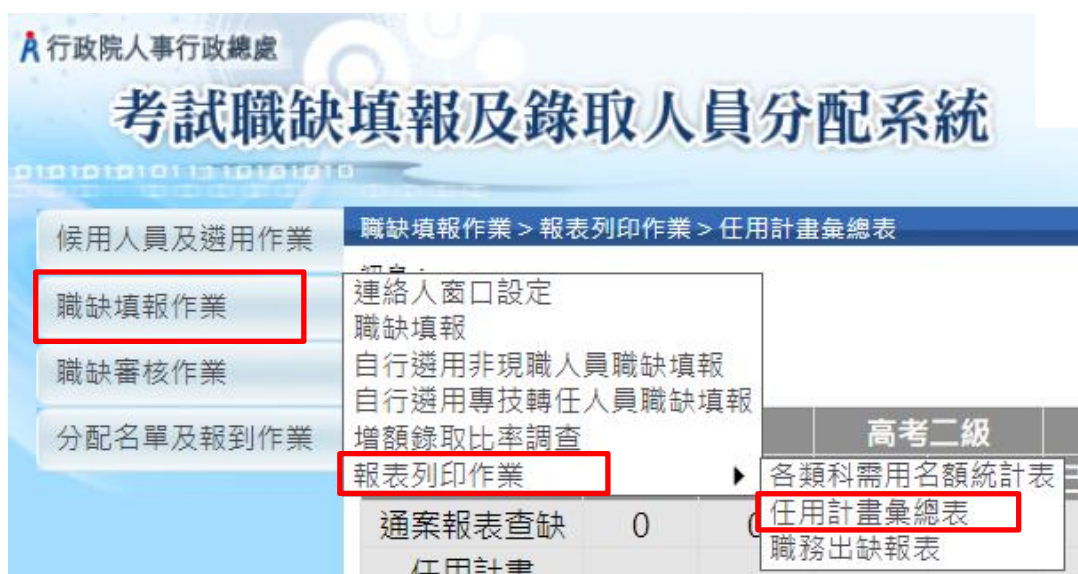 行政院人事行政總處
考試職缺填報及錄取人員分配系統
0101010101111010101010
候用人員及遴用作業
職缺填報作業
職缺審核作業
分配名單及報到作業
職缺填報作業 > 報表列印作業 > 任用計畫彙總表
連絡人窗口設定
職缺填報
自行遴用非現職人員職缺填報
自行遴用專技轉任人員職缺填報
增額錄取比率調查
報表列印作業
高考二級
各類科需用名額統計表
任用計畫彙總表
職務出缺報表
通案報表查缺 0
任用計畫